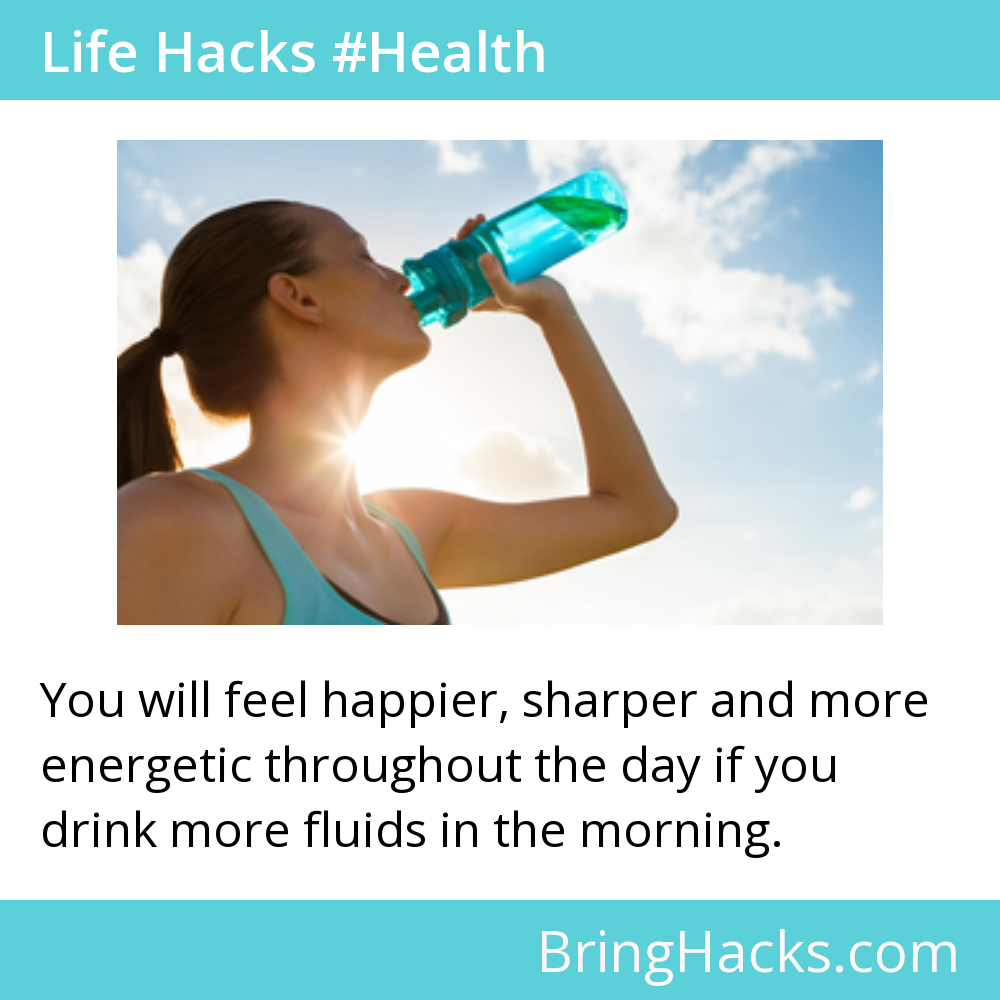 Life Hacks #Health
You will feel happier, sharper and more
energetic throughout the day if you
drink more fluids in the morning.
BringHacks.com